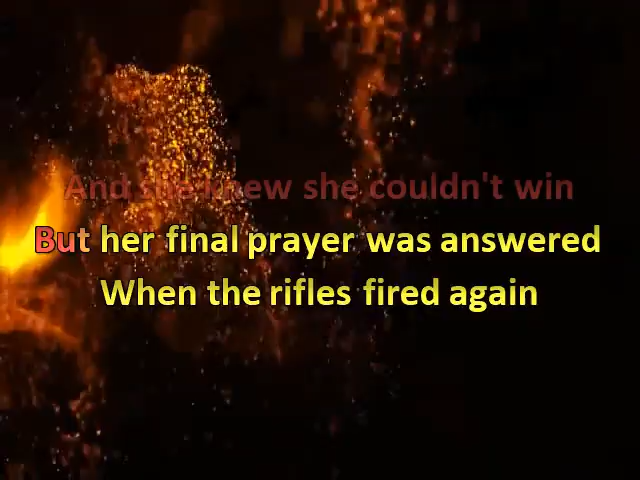 And she knew she couldn't win
But her final prayer was answered
When the rifles fired again